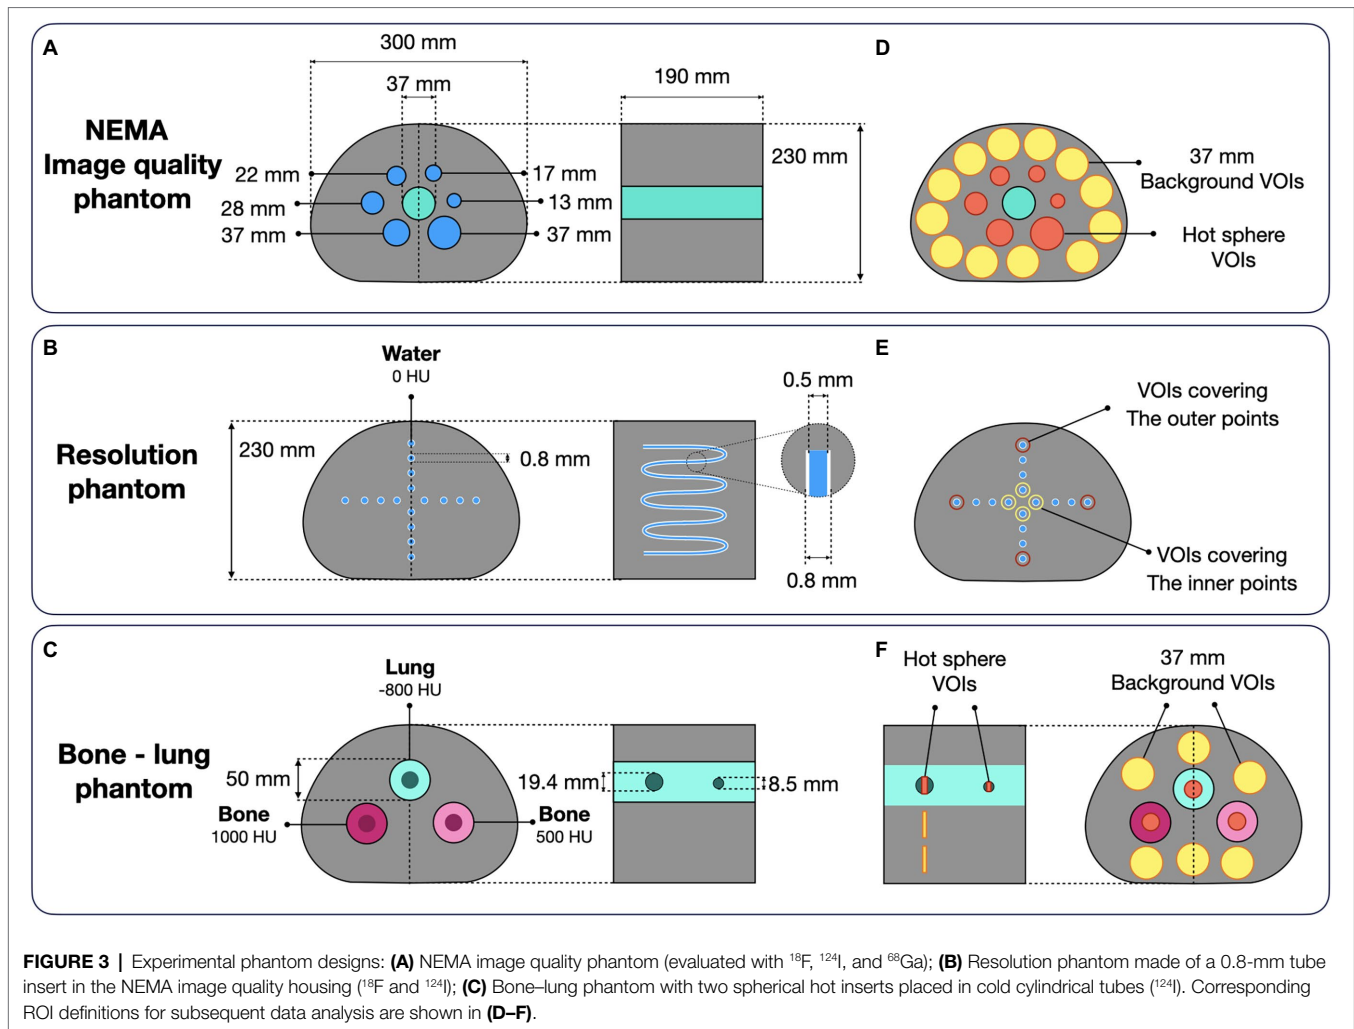 A
NEMA
Image quality
phantom
300 mm
37 mm
22 mm
28 mm
37 mm
17 mm
13 mm
37 mm
190 mm
230 mm
D
37 mm
Background VOIs
Hot sphere
VOIs
B
Resolution
phantom
Water
0 HU
230 mm
0.8 mm
0.5 mm
0.8 mm
E
VOIs covering
The outer points
VOIs covering
The inner points
C
Bone - lung
phantom
Lung
-800 HU
50 mm
Bone
1000 HU
Bone
500 HU
19.4 mm
8.5 mm
F
Hot sphere
VOIs
37 mm
Background VOIs
FIGURE 3 | Experimental phantom designs: (A) NEMA image quality phantom (evaluated with ¹⁸F, ¹²⁴I, and ⁶⁸Ga); (B) Resolution phantom made of a 0.8-mm tube
insert in the NEMA image quality housing (¹⁸F and ¹²⁴I); (C) Bone–lung phantom with two spherical hot inserts placed in cold cylindrical tubes (¹²⁴I). Corresponding
ROI definitions for subsequent data analysis are shown in (D–F).